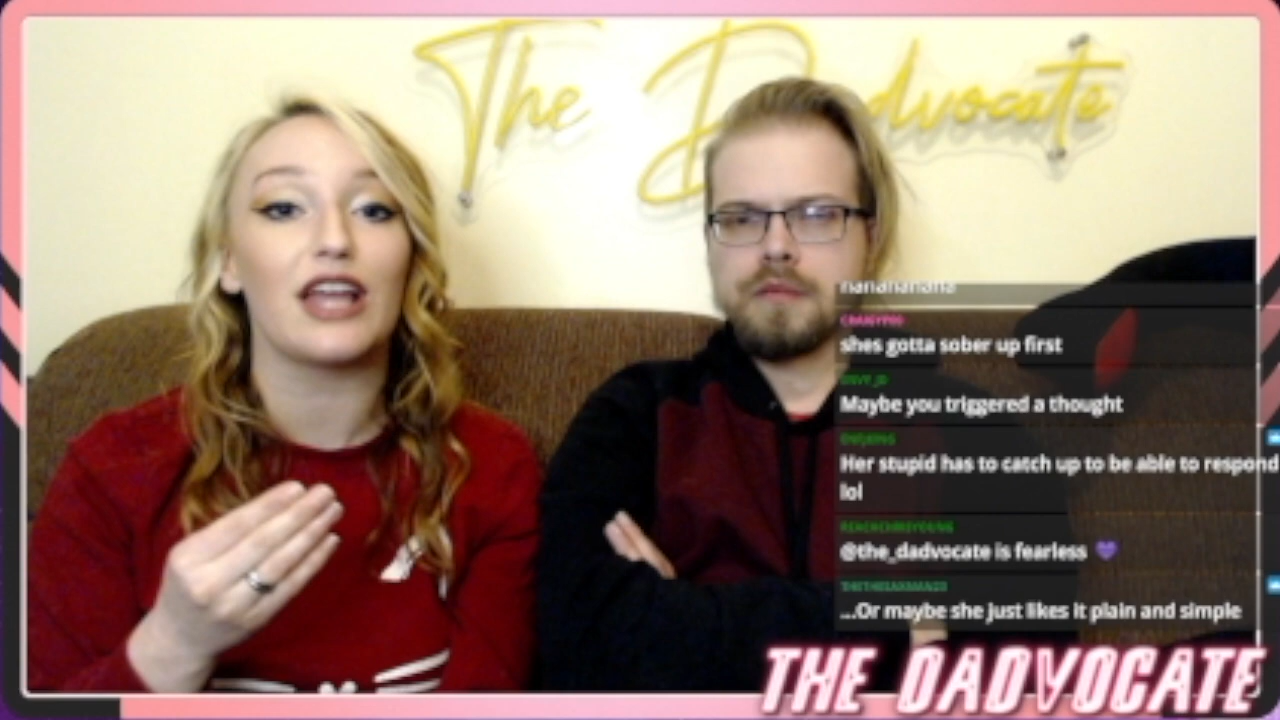 The Dadvocate
hahahahaha
shes gotta sober up first
Maybe you triggered a thought
Her stupid has to catch up to be able to respond
lol
@the_dadvocate is fearless 💜
...Or maybe she just likes it plain and simple
THE DADVOCATE